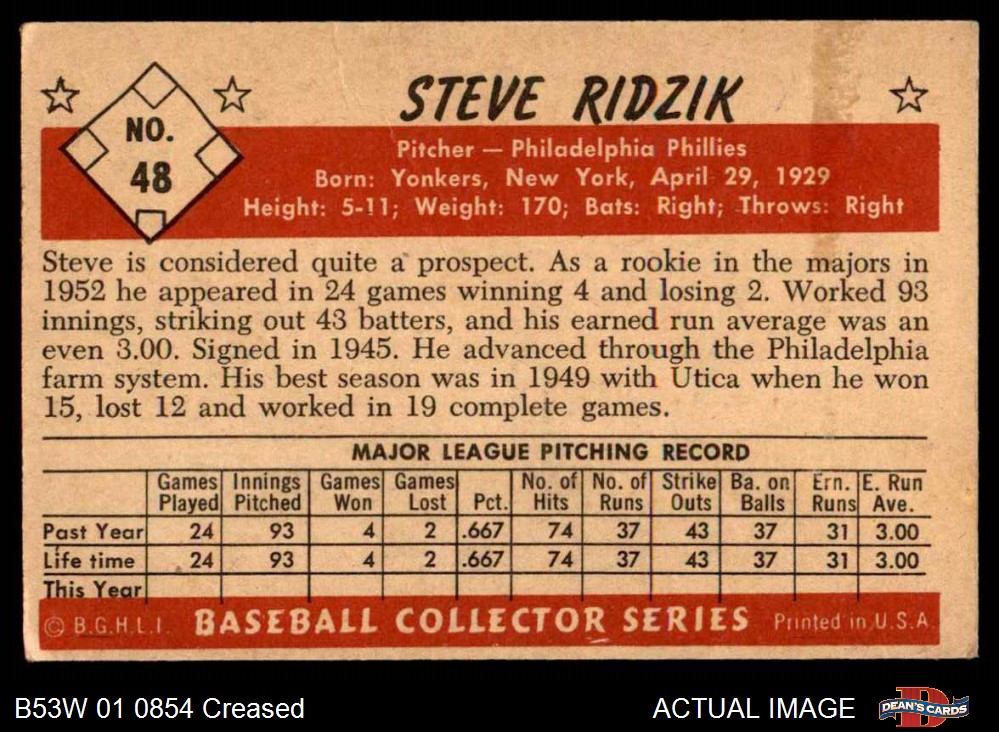 STEVE RIDZIK
NO.
48
Pitcher — Philadelphia Phillies
Born: Yonkers, New York, April 29, 1929
Height: 5-11; Weight: 170; Bats: Right; Throws: Right
Steve is considered quite a prospect. As a rookie in the majors in
1952 he appeared in 24 games winning 4 and losing 2. Worked 93
innings, striking out 43 batters, and his earned run average was an
even 3.00. Signed in 1945. He advanced through the Philadelphia
farm system. His best season was in 1949 with Utica when he won
15, lost 12 and worked in 19 complete games.
MAJOR LEAGUE PITCHING RECORD
Games Innings Games Games No. of No. of Strike Ba. on Ern. E. Run
Played Pitched Won Lost Pct. Hits Runs Outs Balls Runs Ave.
Past Year 24 93 4 2 .667 74 37 43 37 31 3.00
Life time 24 93 4 2 .667 74 37 43 37 31 3.00
This Year
© B.G.H.L.I. BASEBALL COLLECTOR SERIES Printed in U.S.A.
B53W 01 0854 Creased ACTUAL IMAGE DEAN'S CARDS